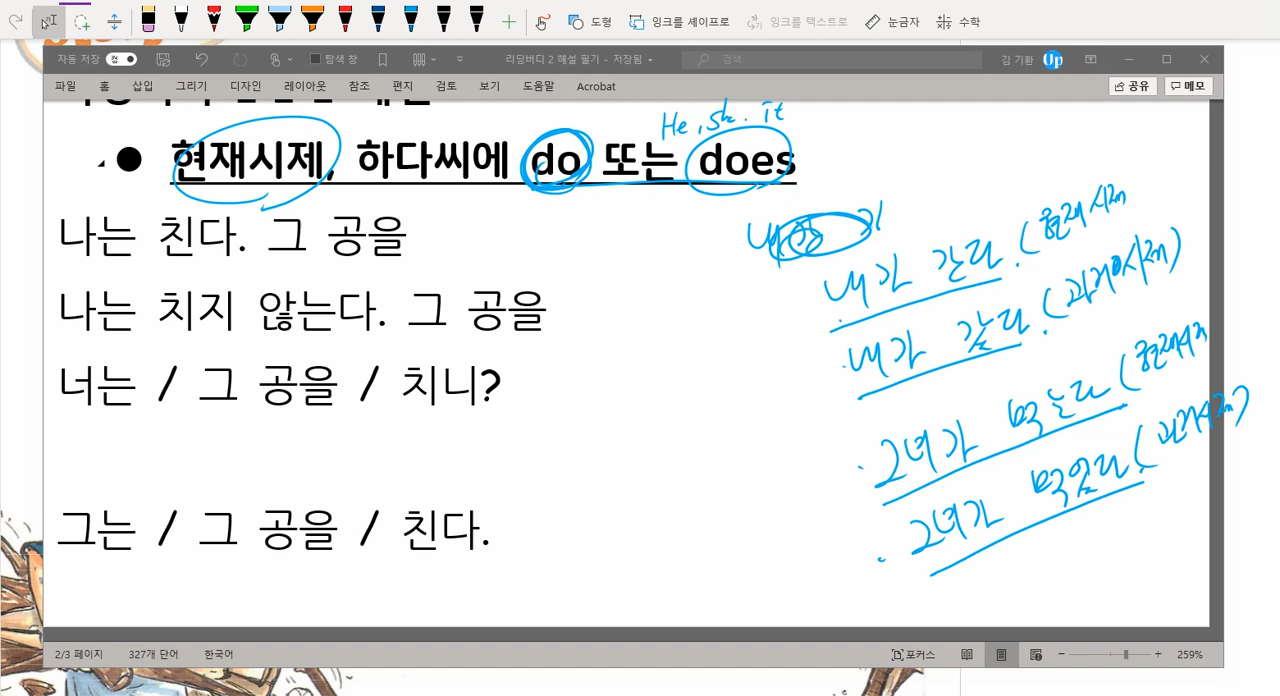 도형 잉크를 셰이프로 잉크를 텍스트로 눈금자 수학
자동 저장 컴 탐색 창 리딩버디 2 해설 필기 - 저장됨 검색 김 기환 Up
파일 홈 삽입 그리기 디자인 레이아웃 참조 편지 검토 보기 도움말 Acrobat 공유 메모
He, sh. it
현재시제, 하다씨에 do 또는 does
나는 친다. 그 공을
내가 간다. (현재시제
나는 치지 않는다. 그 공을
내가 갔다. (과거시제)
너는 / 그 공을 / 치니?
그녀가 먹는다 (현재시제
그녀가 먹었다 (과거시제)
그는 / 그 공을 / 친다.
2/3 페이지 327개 단어 한국어 포커스 259%